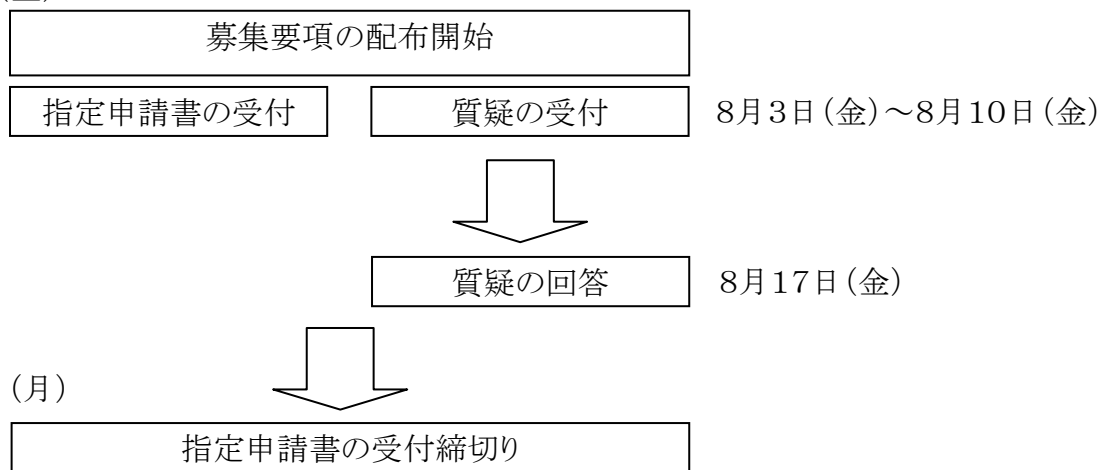 募集要項の配布開始
指定申請書の受付 質疑の受付 8月3日(金)~8月10日(金)
質疑の回答 8月17日(金)
(月)
指定申請書の受付締切り